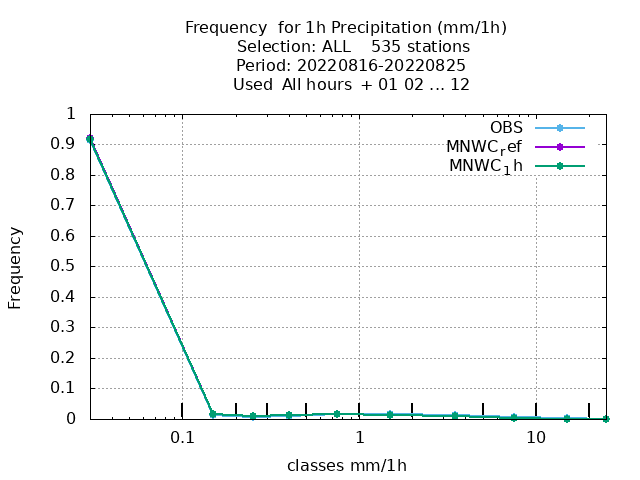 Frequency  for 1h Precipitation (mm/1h)
Selection: ALL    535 stations
Period: 20220816-20220825
Used  All hours  + 01 02 ... 12
OBS
MNWCref
MNWC1h
1
0.9
0.8
0.7
0.6
0.5
0.4
0.3
0.2
0.1
0
Frequency
0.1
1
10
classes mm/1h